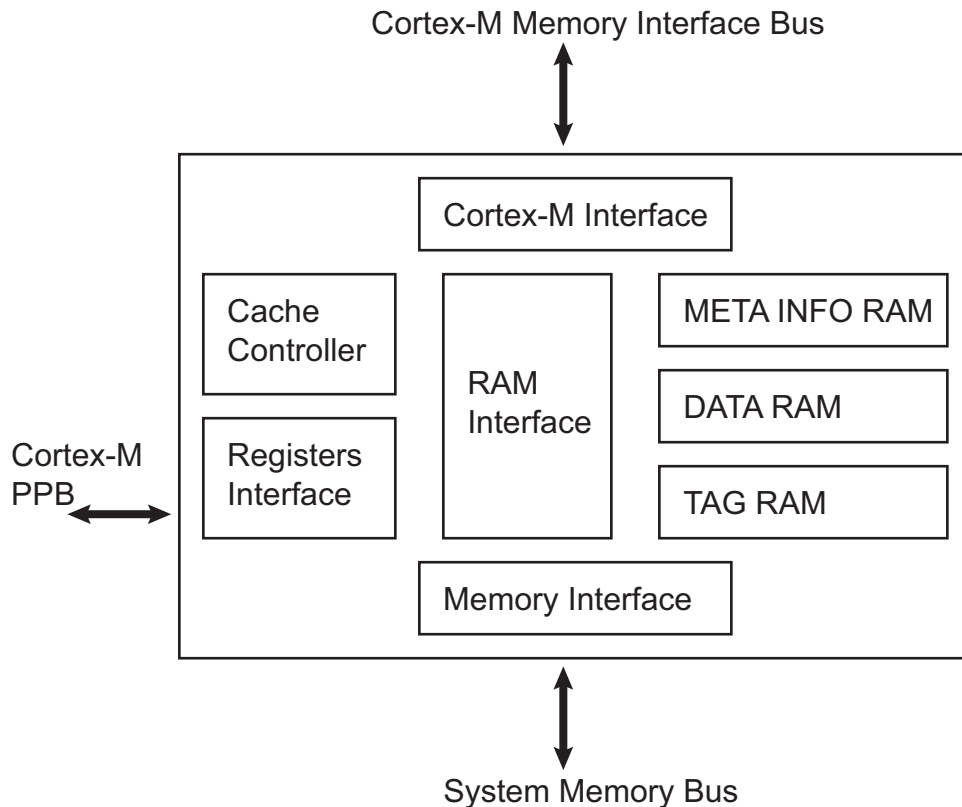 Cortex-M Memory Interface Bus
Cortex-M Interface
Cache
Controller
RAM
Interface
META INFO RAM
DATA RAM
TAG RAM
Cortex-M
PPB
Registers
Interface
Memory Interface
System Memory Bus